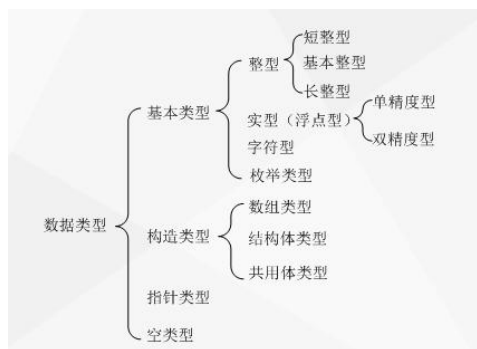 短整型
整型
基本整型
长整型
基本类型
实型（浮点型）
单精度型
双精度型
字符型
枚举类型
数据类型
数组类型
构造类型
结构体类型
共用体类型
指针类型
空类型